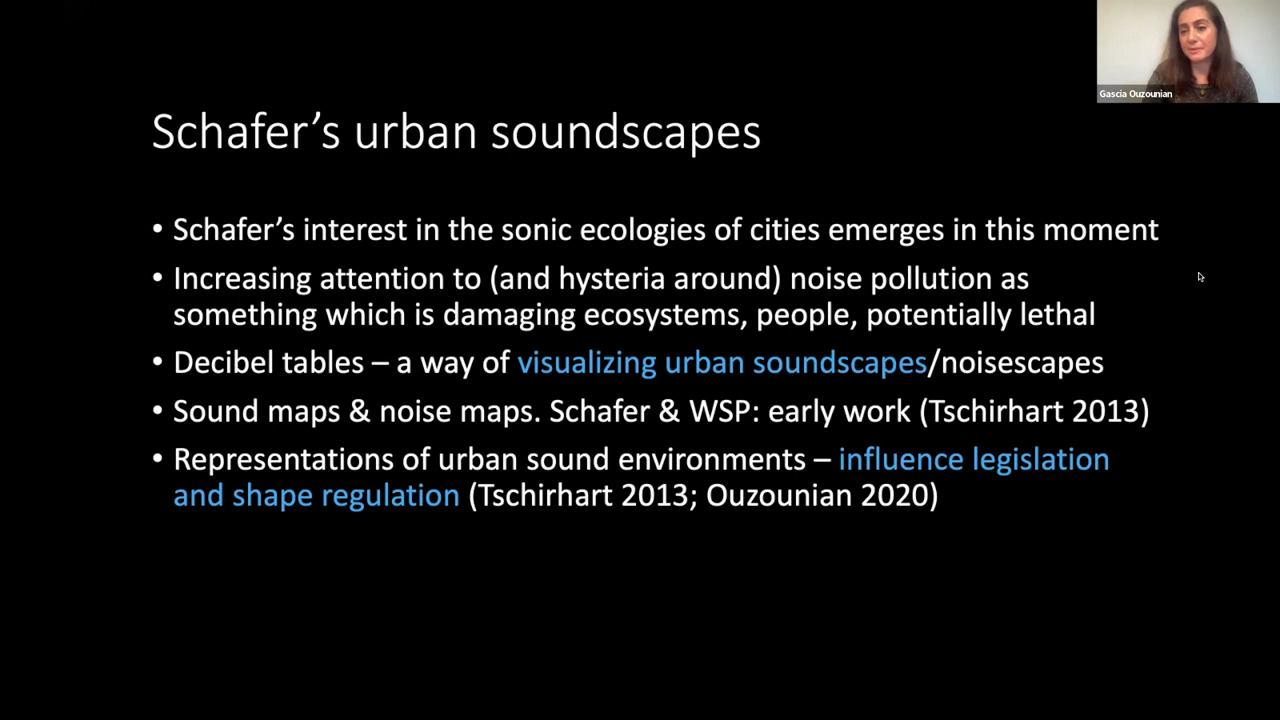 Gascia Ouzounian
Schafer’s urban soundscapes
• Schafer’s interest in the sonic ecologies of cities emerges in this moment
• Increasing attention to (and hysteria around) noise pollution as
something which is damaging ecosystems, people, potentially lethal
• Decibel tables – a way of visualizing urban soundscapes/noisescapes
• Sound maps & noise maps. Schafer & WSP: early work (Tschirhart 2013)
• Representations of urban sound environments – influence legislation
and shape regulation (Tschirhart 2013; Ouzounian 2020)